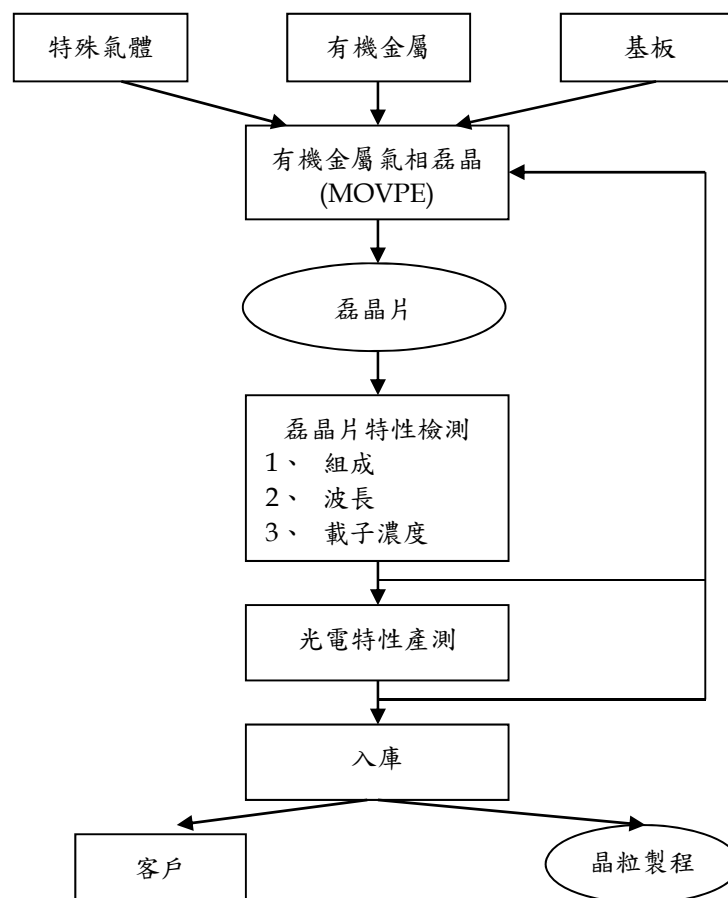 特殊氣體
有機金屬
基板
有機金屬氣相磊晶
(MOVPE)
磊晶片
磊晶片特性檢測
1、 組成
2、 波長
3、 載子濃度
光電特性產測
入庫
客戶
晶粒製程